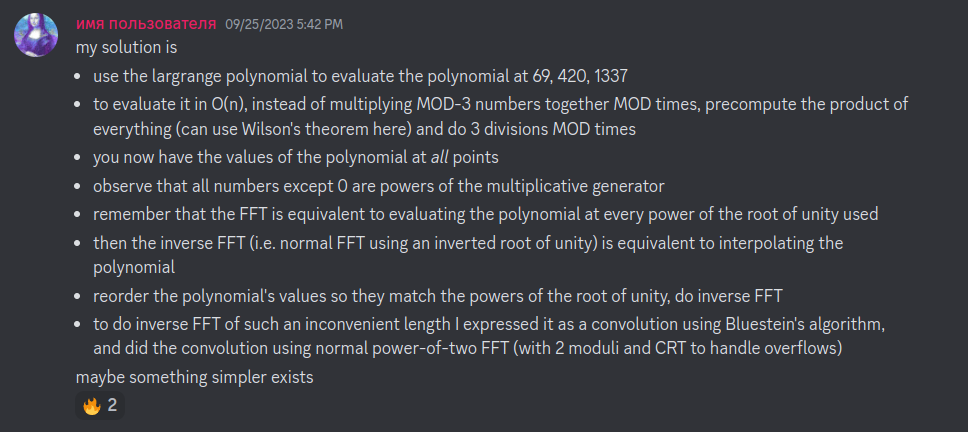 имя пользователя 09/25/2023 5:42 PM
my solution is
• use the largrange polynomial to evaluate the polynomial at 69, 420, 1337
• to evaluate it in O(n), instead of multiplying MOD-3 numbers together MOD times, precompute the product of
everything (can use Wilson's theorem here) and do 3 divisions MOD times
• you now have the values of the polynomial at all points
• observe that all numbers except 0 are powers of the multiplicative generator
• remember that the FFT is equivalent to evaluating the polynomial at every power of the root of unity used
• then the inverse FFT (i.e. normal FFT using an inverted root of unity) is equivalent to interpolating the
polynomial
• reorder the polynomial's values so they match the powers of the root of unity, do inverse FFT
• to do inverse FFT of such an inconvenient length I expressed it as a convolution using Bluestein's algorithm,
and did the convolution using normal power-of-two FFT (with 2 moduli and CRT to handle overflows)
maybe something simpler exists
🔥 2